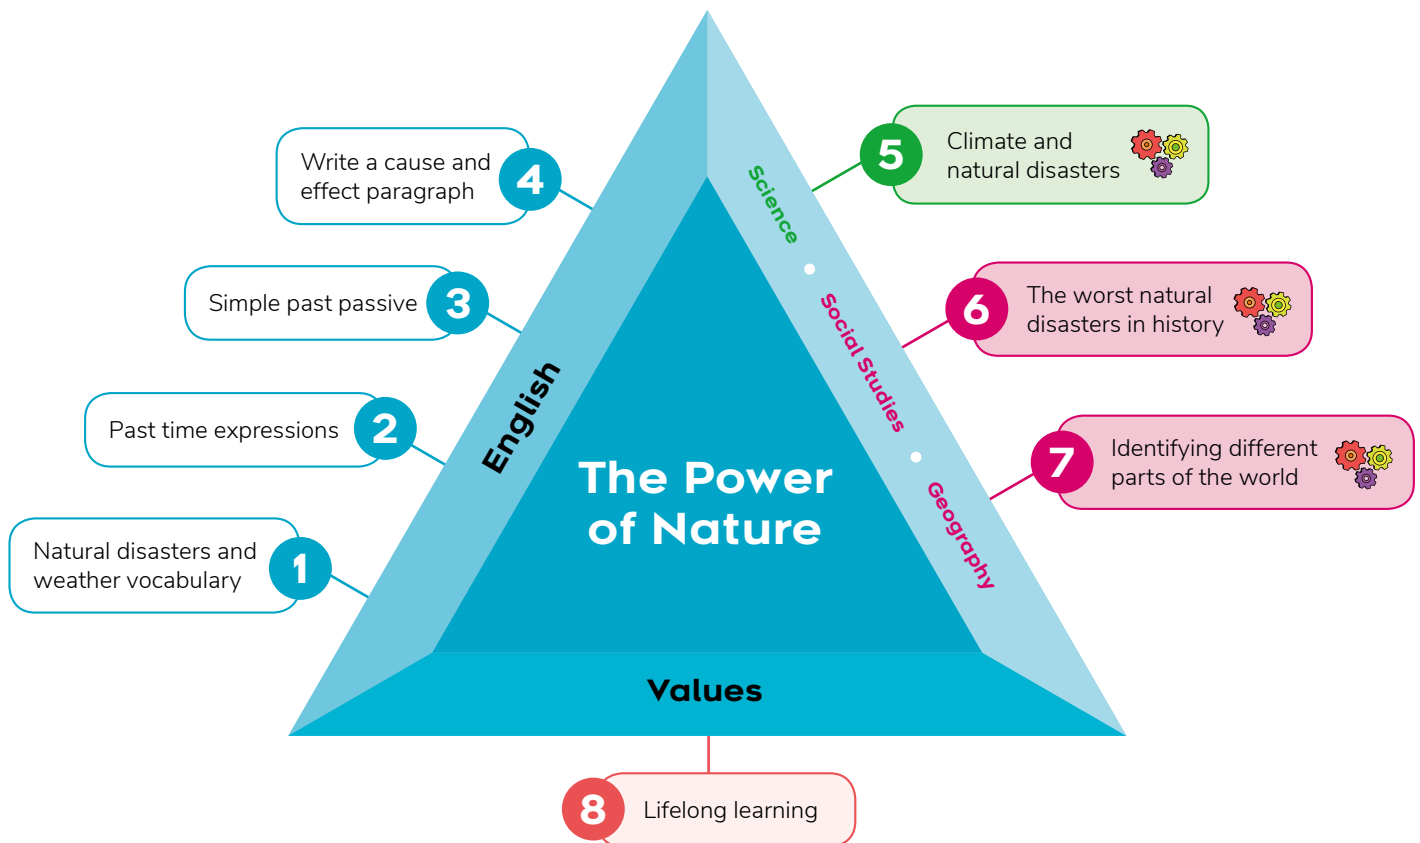 4
Write a cause and
effect paragraph
3
Simple past passive
2
Past time expressions
1
Natural disasters and
weather vocabulary
English
The Power
of Nature
Science
Social Studies
Geography
5
Climate and
natural disasters
6
The worst natural
disasters in history
7
Identifying different
parts of the world
Values
8
Lifelong learning